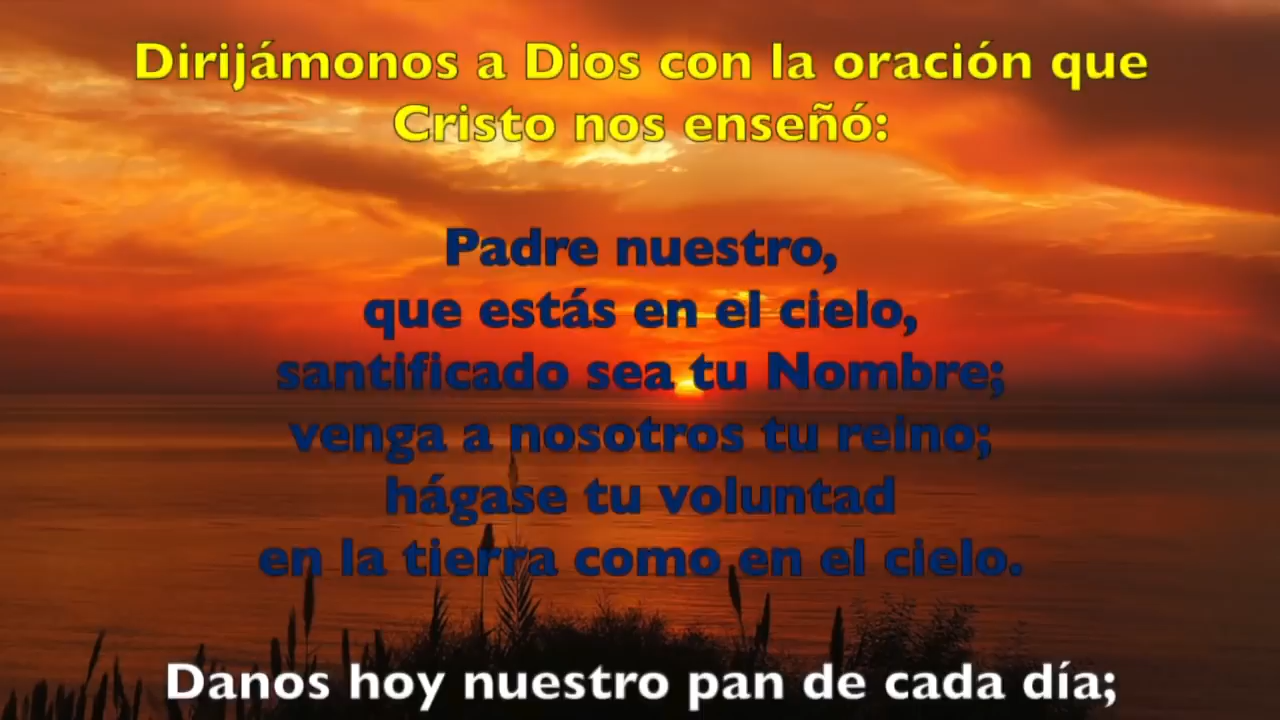 Dirijámonos a Dios con la oración que
Cristo nos enseñó:
Padre nuestro,
que estás en el cielo,
santificado sea tu Nombre;
venga a nosotros tu reino;
hágase tu voluntad
en la tierra como en el cielo.
Danos hoy nuestro pan de cada día;